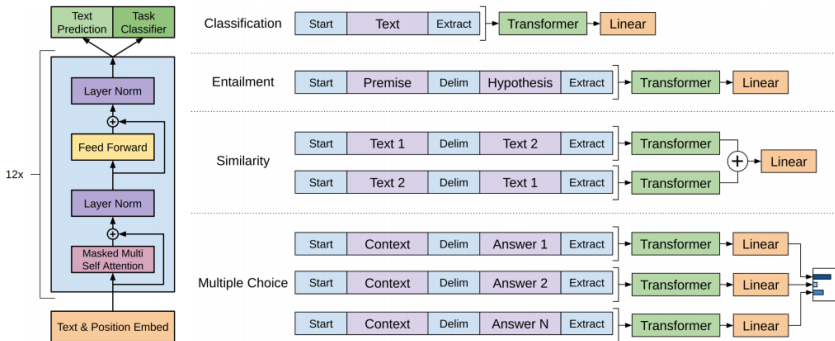 Text Prediction
Task Classifier
Layer Norm
+
Feed Forward
12x
Layer Norm
+
Masked Multi
Self Attention
Text & Position Embed
Classification
Start Text Extract Transformer Linear
Entailment
Start Premise Delim Hypothesis Extract Transformer Linear
Similarity
Start Text 1 Delim Text 2 Extract Transformer
+ Linear
Start Text 2 Delim Text 1 Extract Transformer
Multiple Choice
Start Context Delim Answer 1 Extract Transformer Linear
Start Context Delim Answer 2 Extract Transformer Linear
Start Context Delim Answer N Extract Transformer Linear